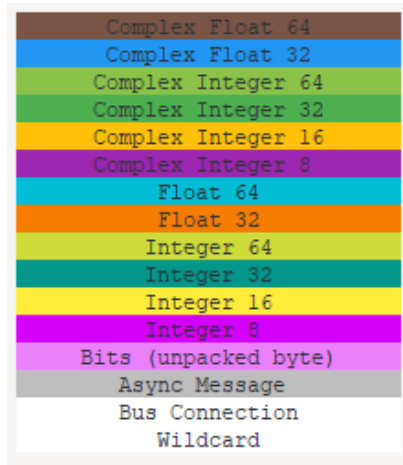 Complex Float 64
Complex Float 32
Complex Integer 64
Complex Integer 32
Complex Integer 16
Complex Integer 8
Float 64
Float 32
Integer 64
Integer 32
Integer 16
Integer 8
Bits (unpacked byte)
Async Message
Bus Connection
Wildcard